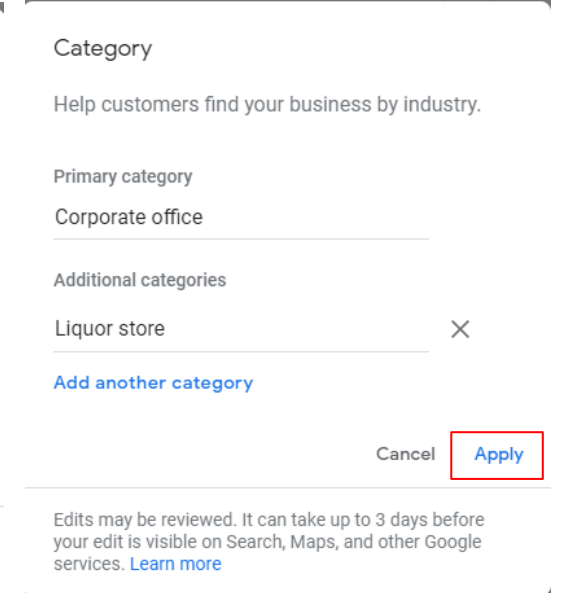 Category
Help customers find your business by industry.
Primary category
Corporate office
Additional categories
Liquor store
Add another category
Cancel Apply
Edits may be reviewed. It can take up to 3 days before
your edit is visible on Search, Maps, and other Google
services. Learn more